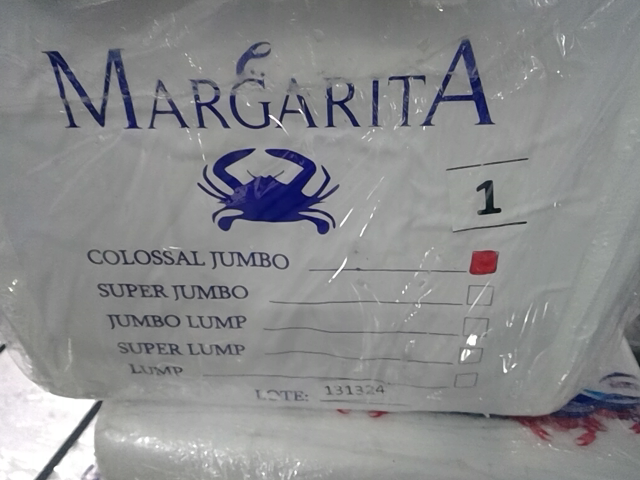 MARGARITA
1
COLOSSAL JUMBO
SUPER JUMBO
JUMBO LUMP
SUPER LUMP
LUMP
LOTE: 131324